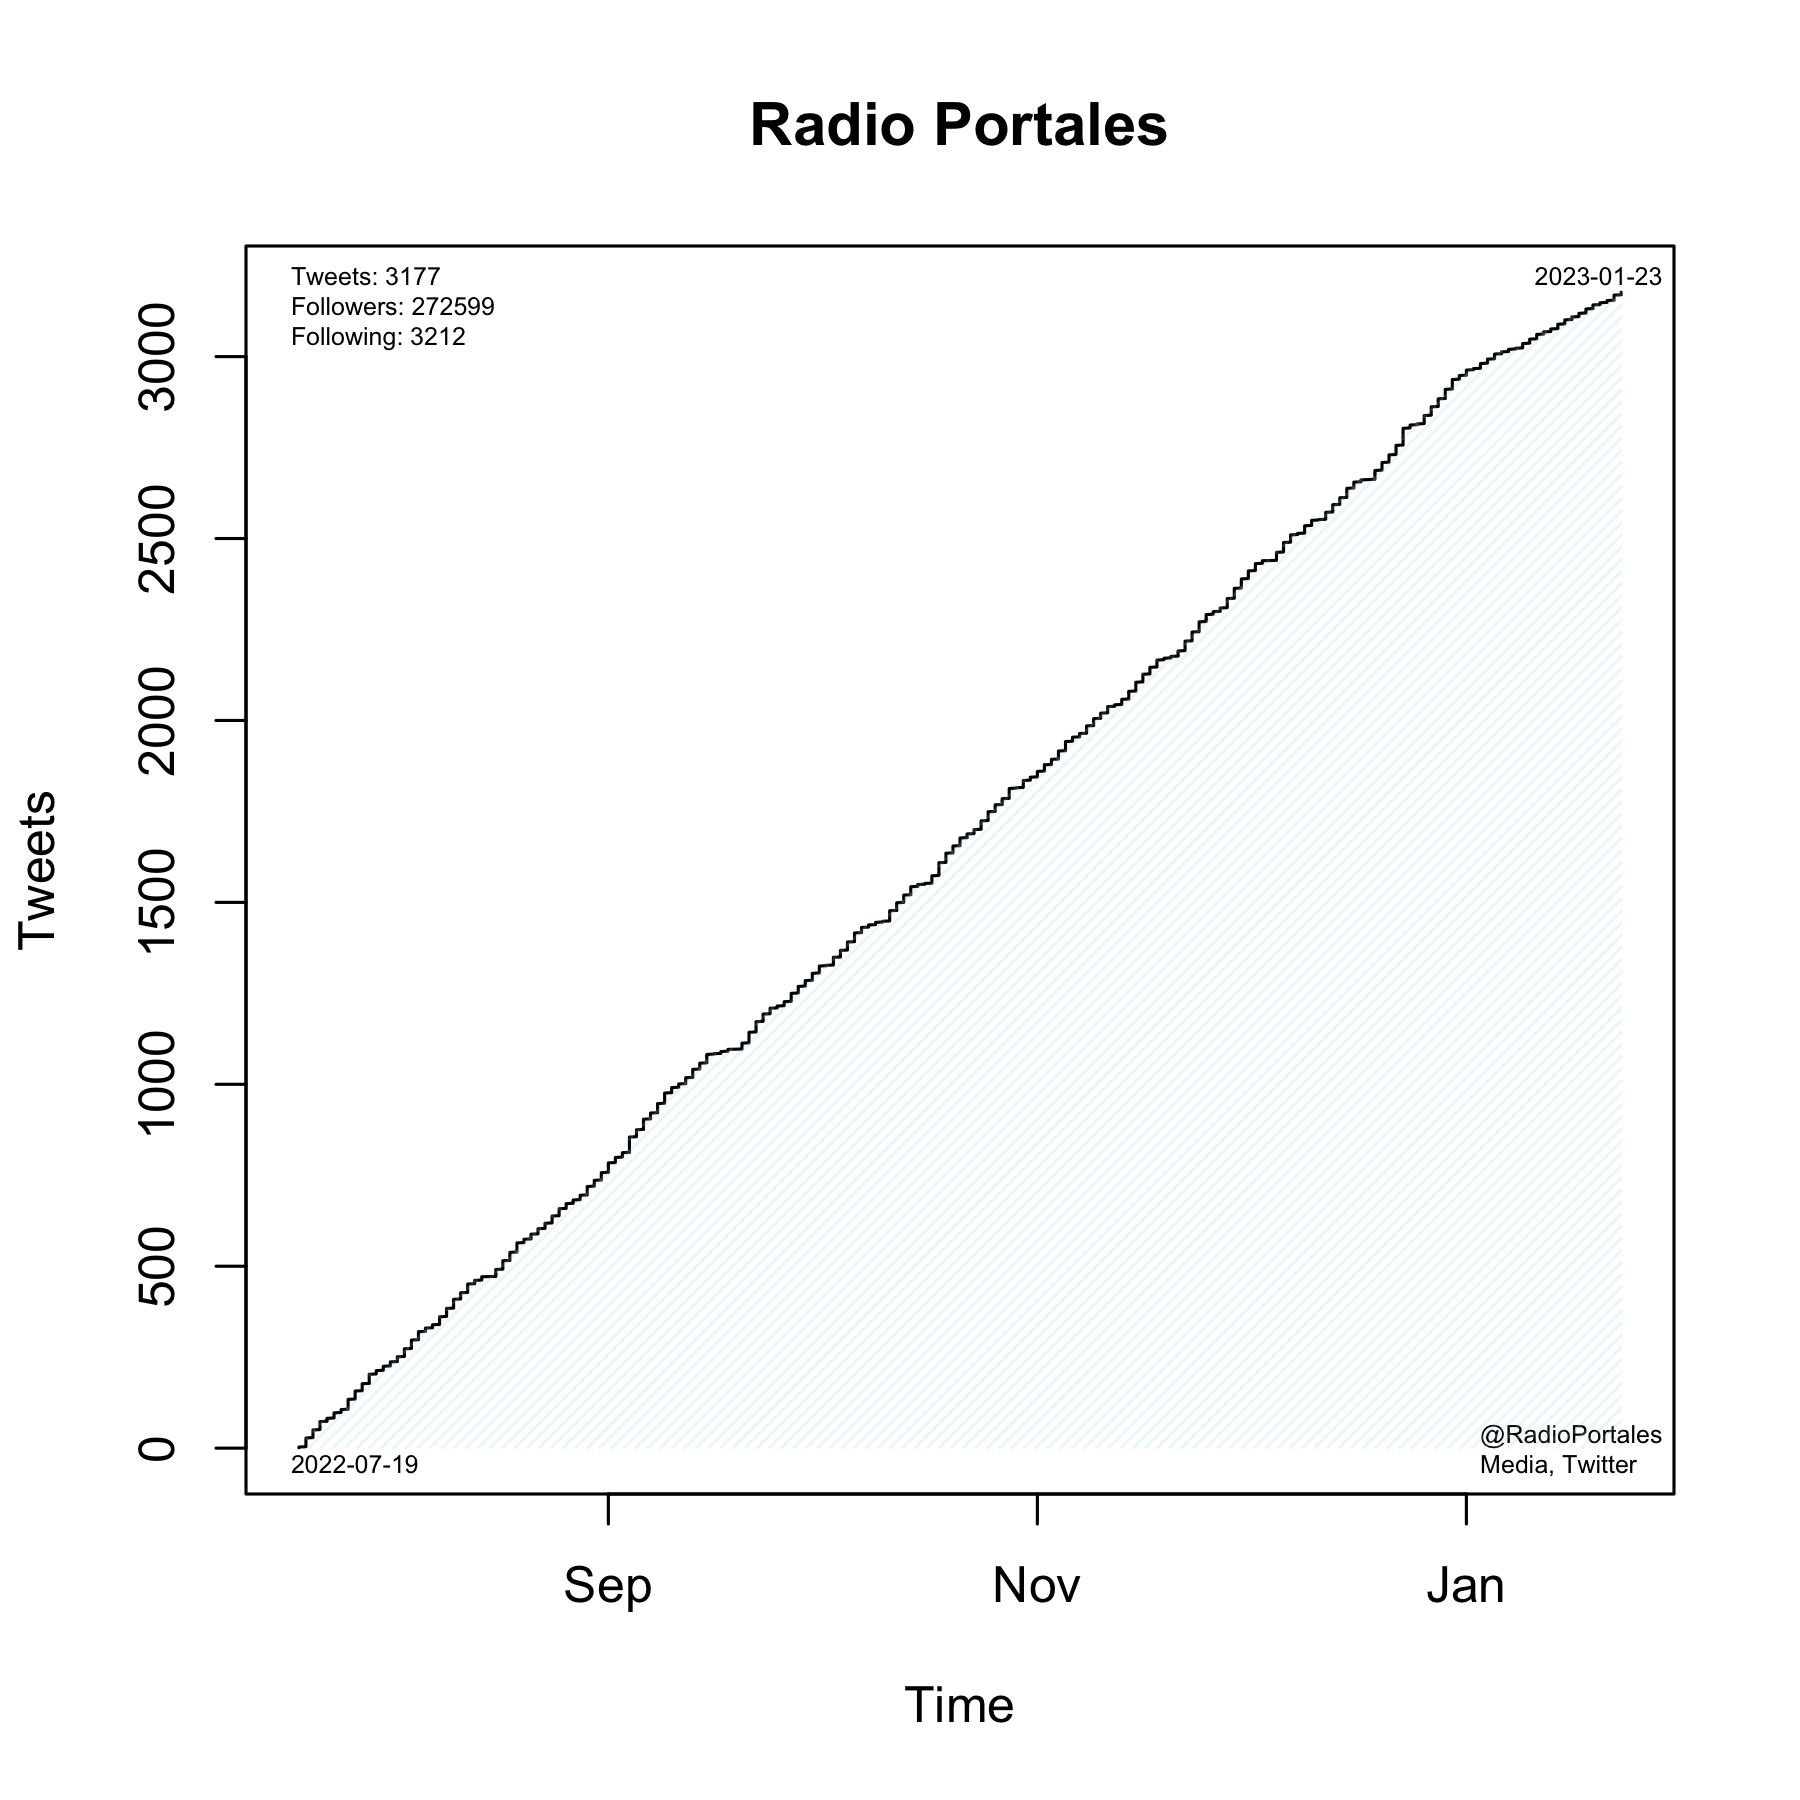 Radio Portales
Tweets: 3177
Followers: 272599
Following: 3212
2023-01-23
3000
2500
2000
1500
1000
500
0
Tweets
2022-07-19
@RadioPortales
Media, Twitter
Sep
Nov
Jan
Time